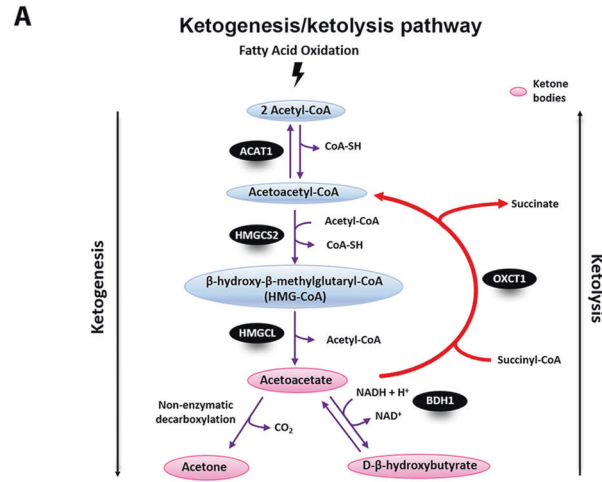 A
Ketogenesis/ketolysis pathway
Fatty Acid Oxidation
Ketone
bodies
2 Acetyl-CoA
ACAT1
CoA-SH
Acetoacetyl-CoA
Acetyl-CoA
Succinate
HMGCS2
CoA-SH
β-hydroxy-β-methylglutaryl-CoA
(HMG-CoA)
OXCT1
Ketogenesis
Ketolysis
HMGCL
Acetyl-CoA
Succinyl-CoA
Acetoacetate
NADH + H⁺
BDH1
Non-enzymatic
decarboxylation
NAD⁺
CO₂
Acetone
D-β-hydroxybutyrate